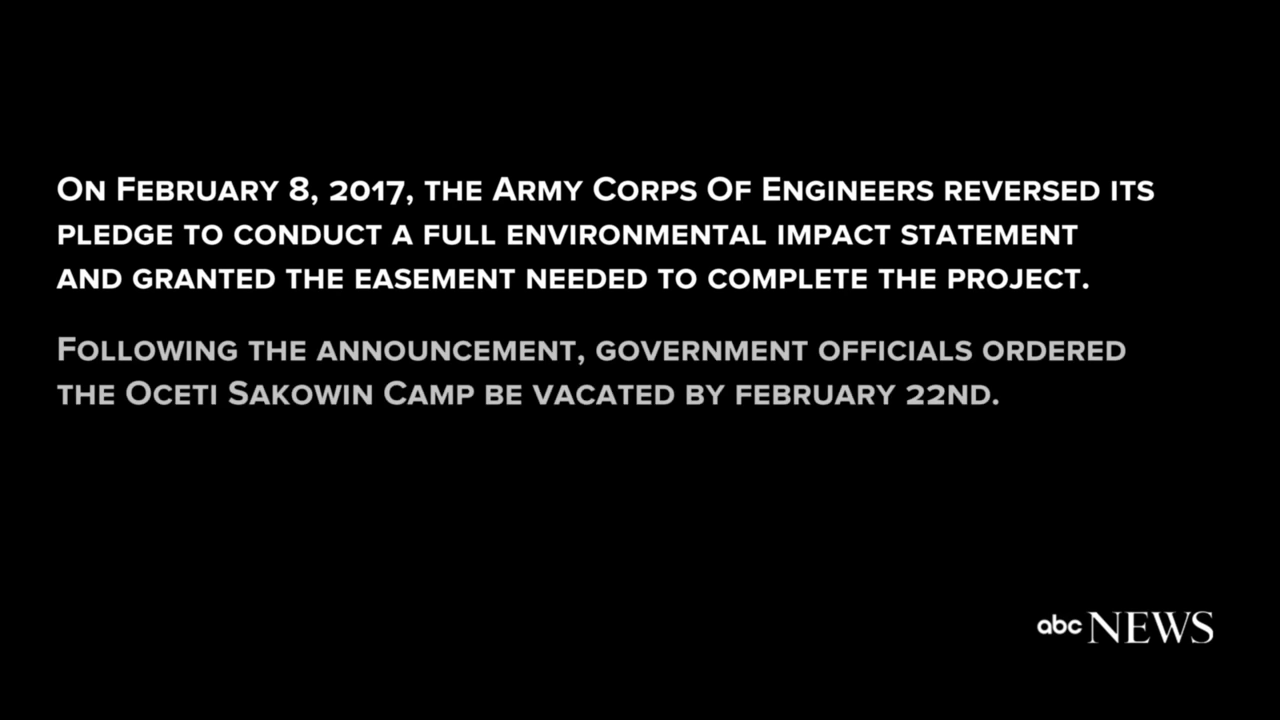 On February 8, 2017, the Army Corps Of Engineers reversed its
pledge to conduct a full environmental impact statement
and granted the easement needed to complete the project.
Following the announcement, government officials ordered
the Oceti Sakowin Camp be vacated by february 22nd.
abc NEWS